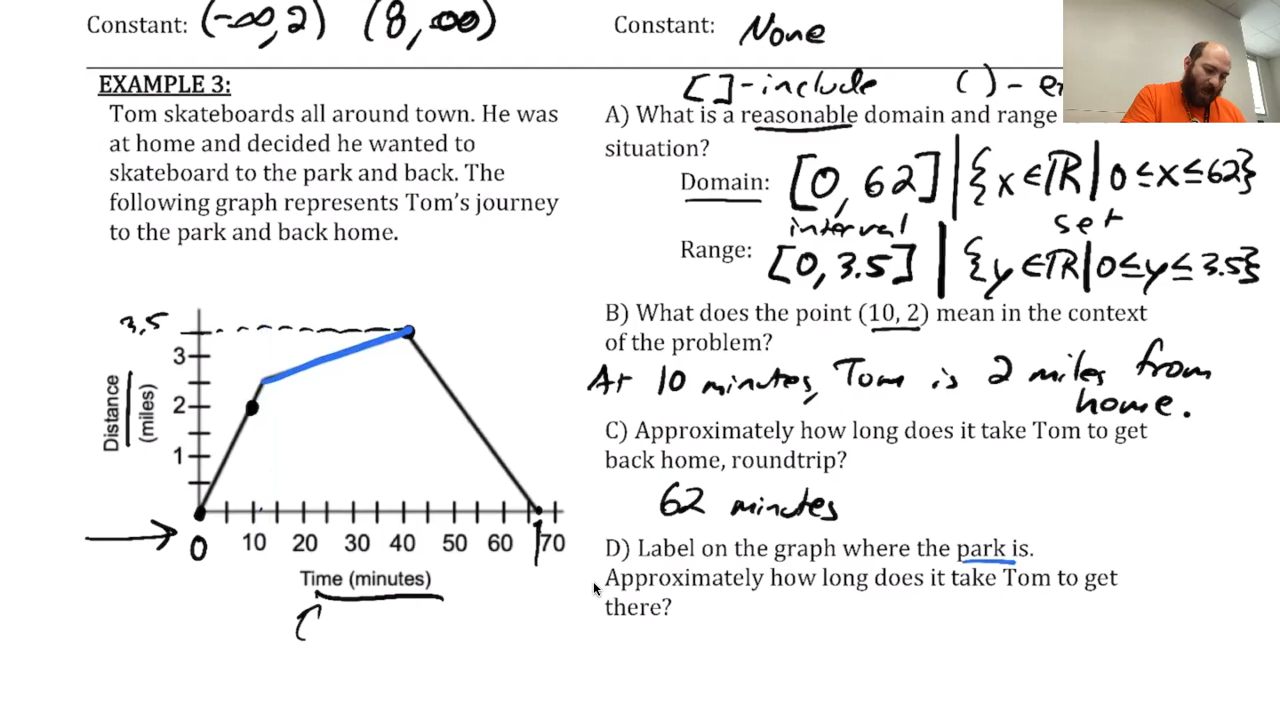 Constant: (-∞, 2) (8, ∞)
Constant: None
EXAMPLE 3:
Tom skateboards all around town. He was
at home and decided he wanted to
skateboard to the park and back. The
following graph represents Tom's journey
to the park and back home.
3.5
3
2
1
Distance
(miles)
0 10 20 30 40 50 60 70
Time (minutes)
[ ] - include ( ) - e
A) What is a reasonable domain and range
situation?
Domain: [0, 62] | {x ∈ ℝ | 0 ≤ x ≤ 62}
interval set
Range: [0, 3.5] | {y ∈ ℝ | 0 ≤ y ≤ 3.5}
B) What does the point (10, 2) mean in the context
of the problem?
At 10 minutes, Tom is 2 miles from
home.
C) Approximately how long does it take Tom to get
back home, roundtrip?
62 minutes
D) Label on the graph where the park is.
Approximately how long does it take Tom to get
there?